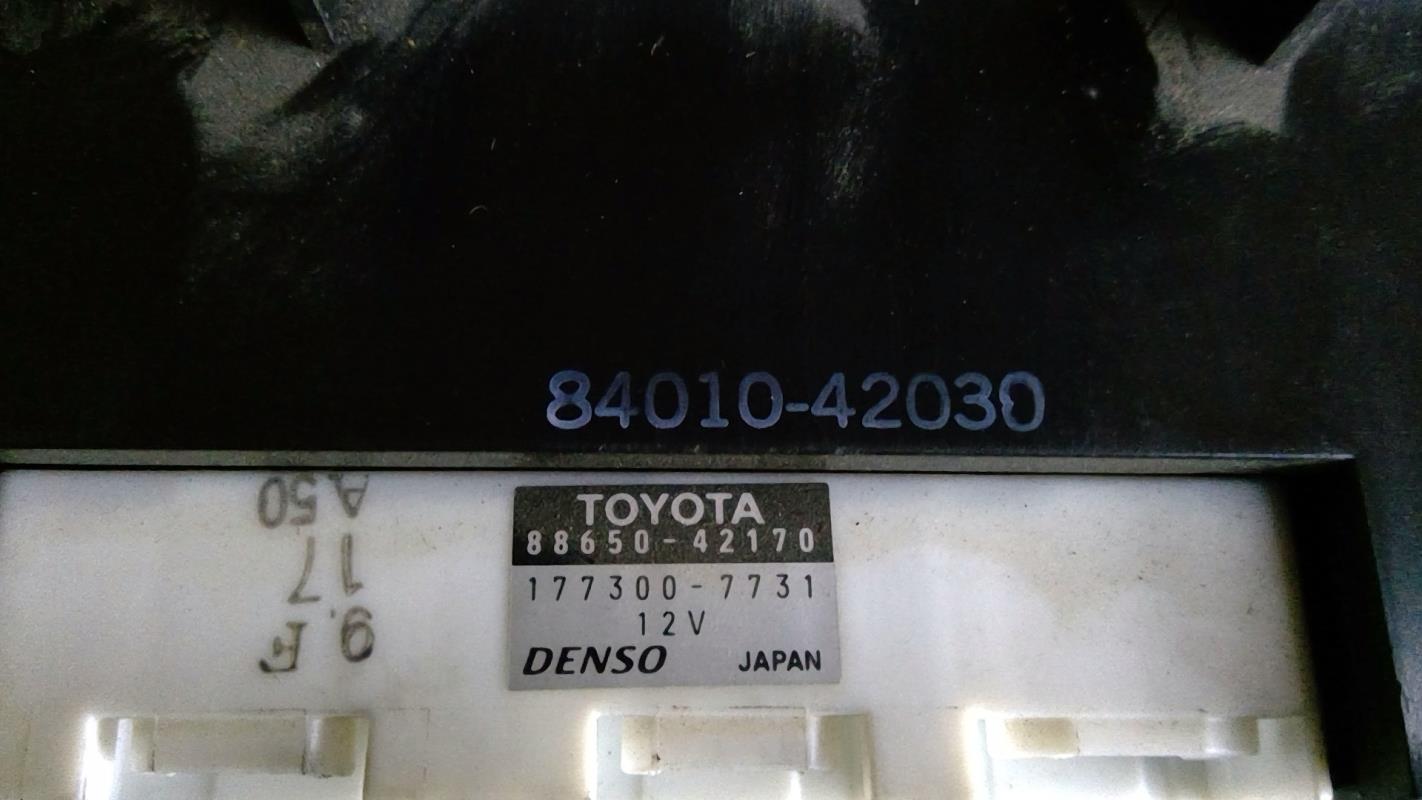 84010-42030
A50
17
9. F
TOYOTA
88650-42170
177300-7731
12V
DENSO JAPAN